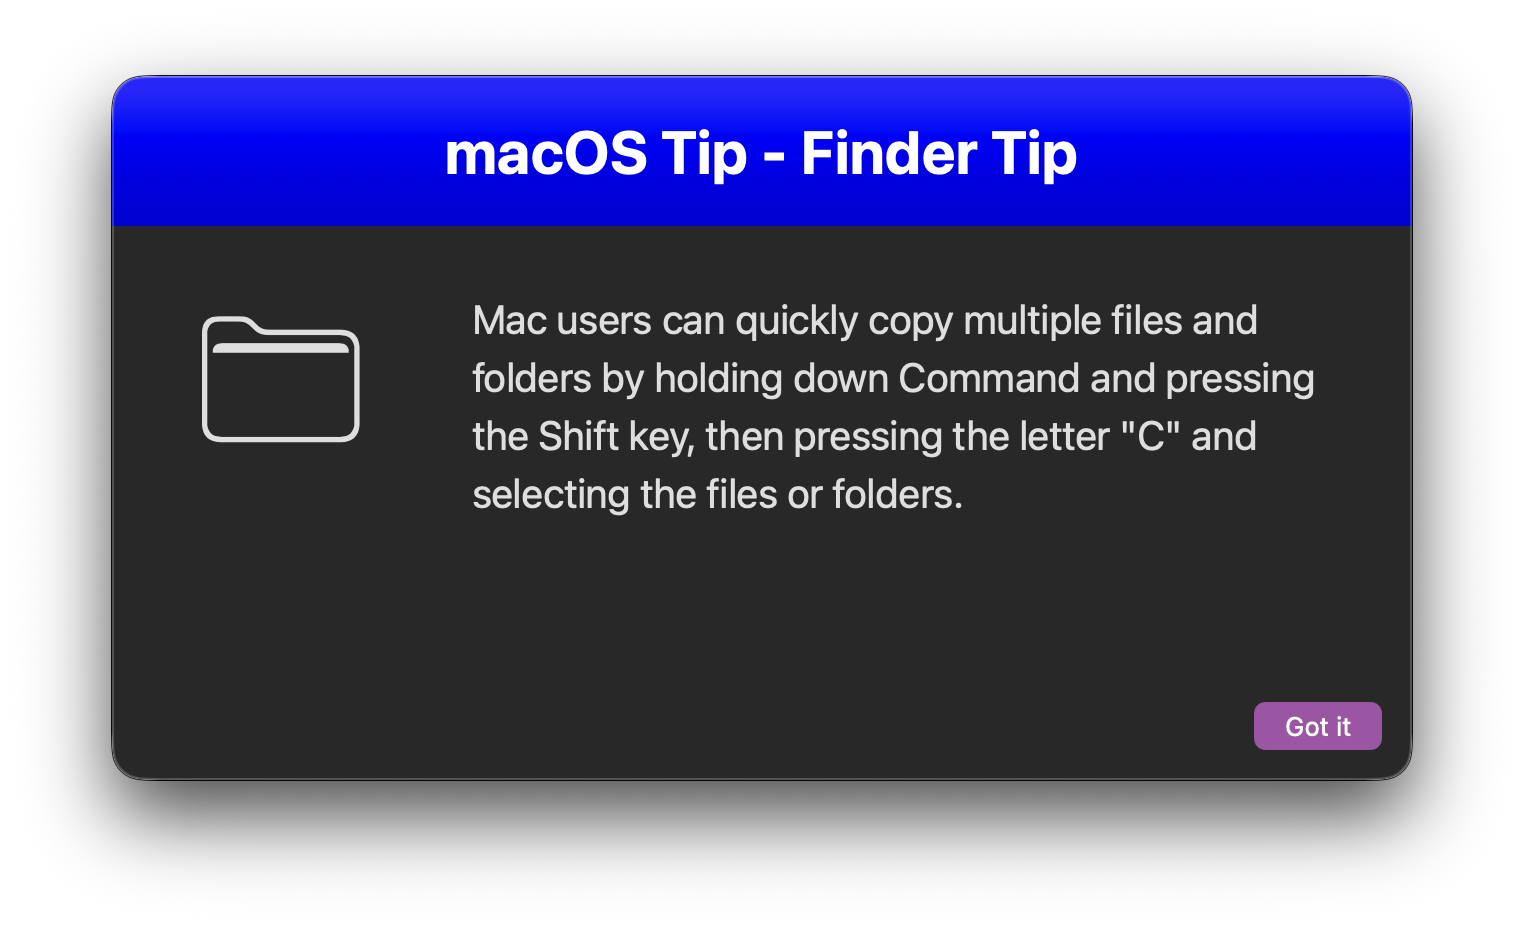 macOS Tip - Finder Tip
Mac users can quickly copy multiple files and
folders by holding down Command and pressing
the Shift key, then pressing the letter "C" and
selecting the files or folders.
Got it